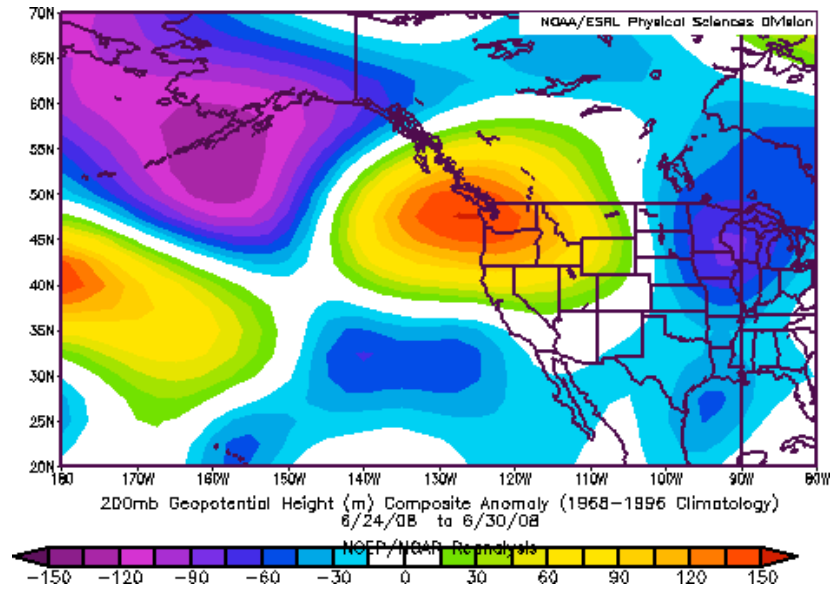 70N
NOAA/ESRL Physical Sciences Division
65N
60N
55N
50N
45N
40N
35N
30N
25N
20N
180 170W 160W 150W 140W 130W 120W 110W 100W 90W 80W
200mb Geopotential Height (m) Composite Anomaly (1968-1996 Climatology)
6/24/08 to 6/30/08
NCEP/NCAR Reanalysis
-150 -120 -90 -60 -30 0 30 60 90 120 150